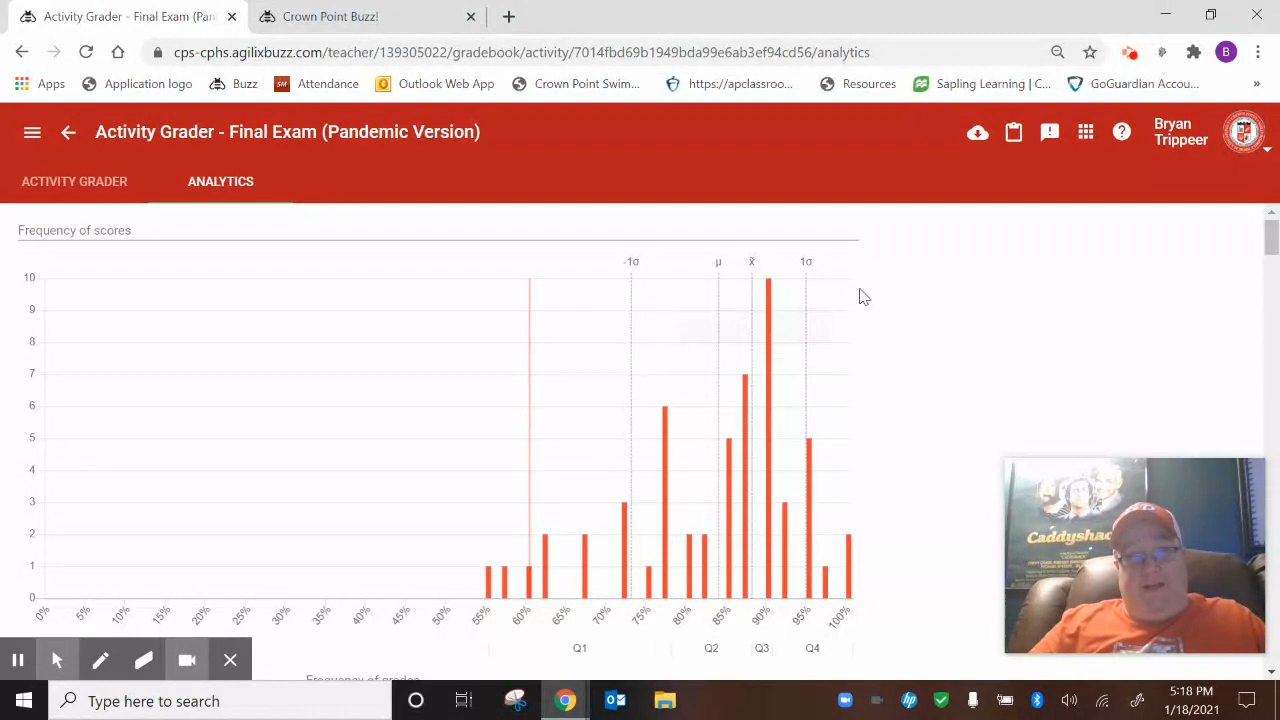 Activity Grader - Final Exam (Pan
Crown Point Buzz!
cps-cphs.agilixbuzz.com/teacher/139305022/gradebook/activity/7014fbd69b1949bda99e6ab3ef94cd56/analytics
B
Apps
Application logo
Buzz
SM
Attendance
Outlook Web App
Crown Point Swim...
https://apclassroo...
Resources
Sapling Learning | C...
GoGuardian Accou...
»
Activity Grader - Final Exam (Pandemic Version)
Bryan
Trippeer
ACTIVITY GRADER
ANALYTICS
Frequency of scores
-1σ
μ
x̃
1σ
10
9
8
7
6
5
4
3
2
1
0
0%
5%
10%
15%
20%
25%
30%
35%
40%
45%
50%
55%
60%
65%
70%
75%
80%
85%
90%
95%
100%
Q1
Q2
Q3
Q4
Frequency of grades
Caddyshac
Type here to search
hp
5:18 PM
1/18/2021